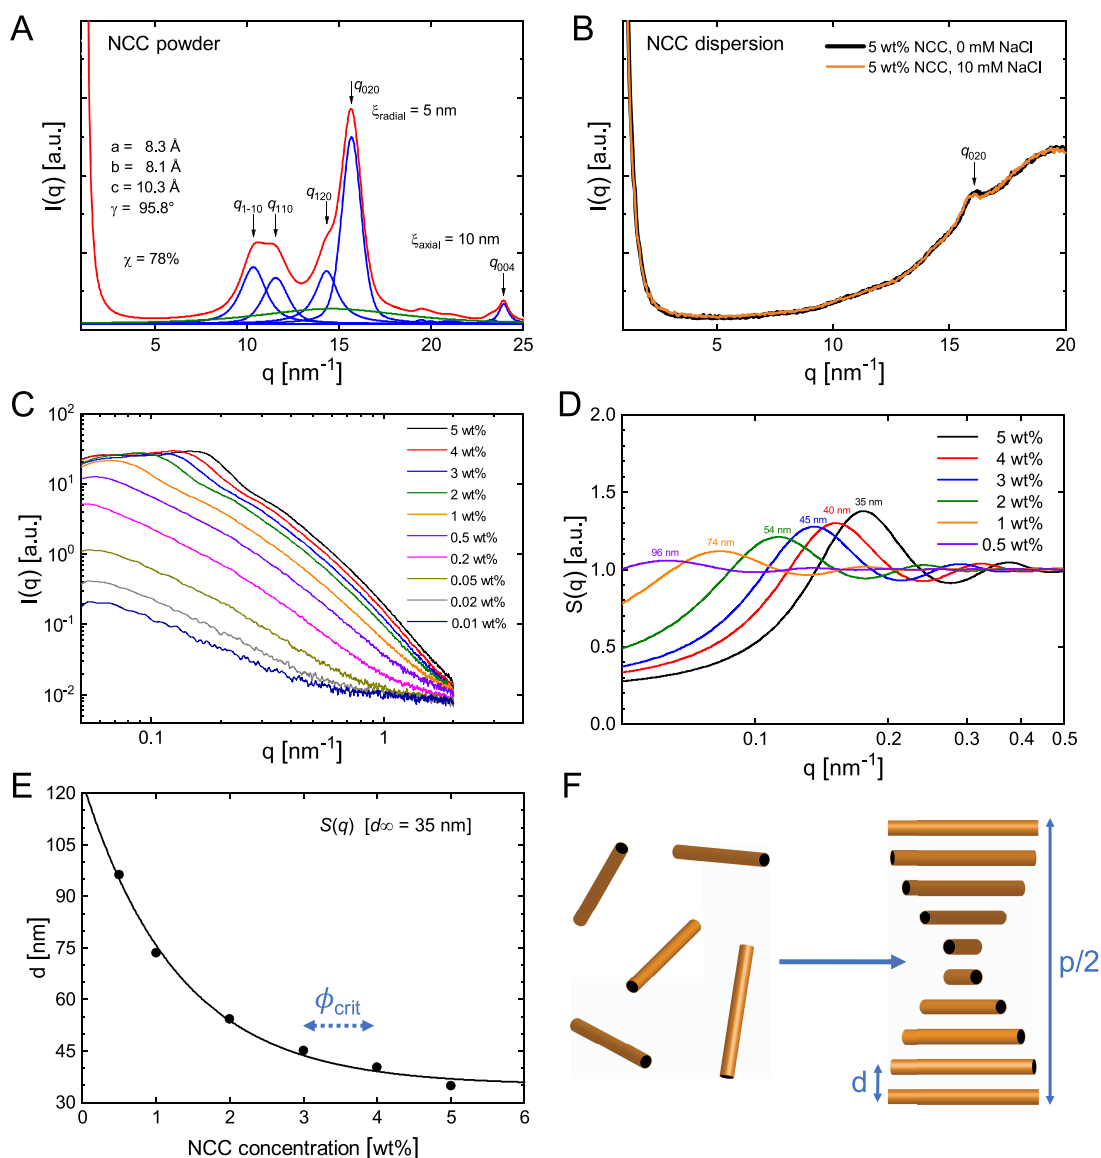 A
NCC powder
I(q) [a.u.]
a = 8.3 Å
b = 8.1 Å
c = 10.3 Å
γ = 95.8°
χ = 78%
q1-10
q110
q120
q020
ξradial = 5 nm
ξaxial = 10 nm
q004
5 10 15 20 25
q [nm-1]
B
NCC dispersion
5 wt% NCC, 0 mM NaCl
5 wt% NCC, 10 mM NaCl
I(q) [a.u.]
q020
5 10 15 20
q [nm-1]
C
I(q) [a.u.]
10²
10¹
10⁰
10⁻¹
10⁻²
5 wt%
4 wt%
3 wt%
2 wt%
1 wt%
0.5 wt%
0.2 wt%
0.05 wt%
0.02 wt%
0.01 wt%
0.1 1
q [nm-1]
D
S(q) [a.u.]
2.0
1.5
1.0
0.5
0.0
5 wt%
4 wt%
3 wt%
2 wt%
1 wt%
0.5 wt%
96 nm
74 nm
54 nm
45 nm
40 nm
35 nm
0.1 0.2 0.3 0.4 0.5
q [nm-1]
E
d [nm]
120
105
90
75
60
45
30
S(q) [d∞ = 35 nm]
ϕcrit
0 1 2 3 4 5 6
NCC concentration [wt%]
F
p/2
d